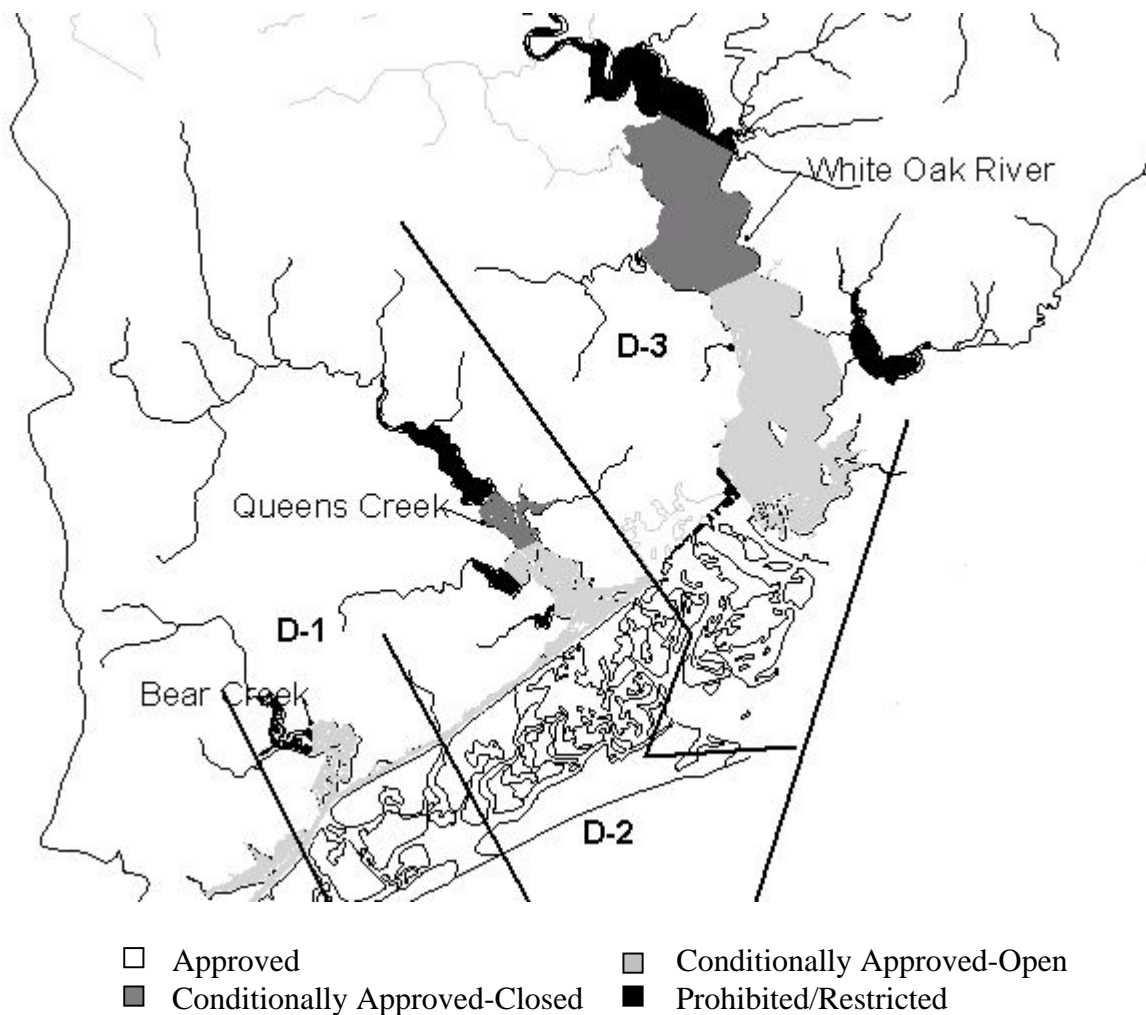 White Oak River
D-3
Queens Creek
D-1
Bear Creek
D-2
Approved
Conditionally Approved-Open
Conditionally Approved-Closed
Prohibited/Restricted